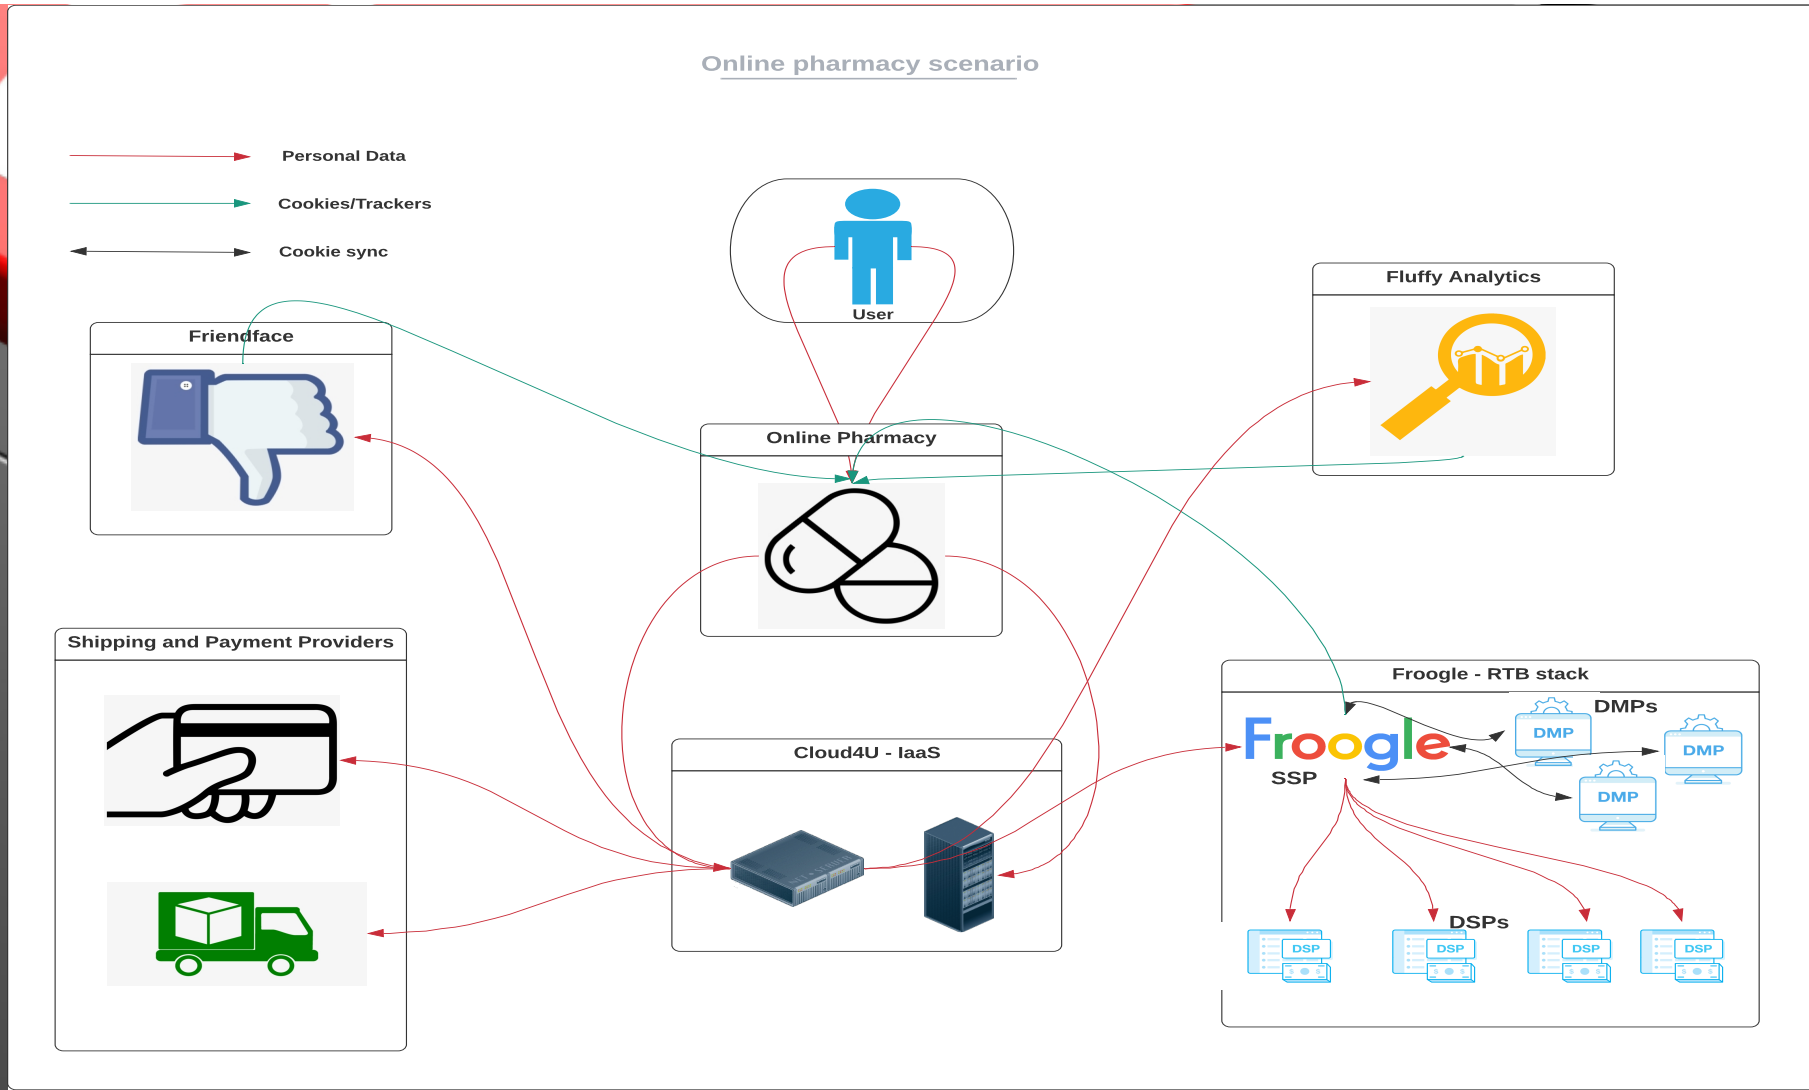 Online pharmacy scenario
Personal Data
Cookies/Trackers
Cookie sync
User
Fluffy Analytics
Friendface
Online Pharmacy
Shipping and Payment Providers
Froogle - RTB stack
DMPs
DMP
DMP
DMP
Froogle
SSP
Cloud4U - IaaS
DSPs
DSP
DSP
DSP
DSP